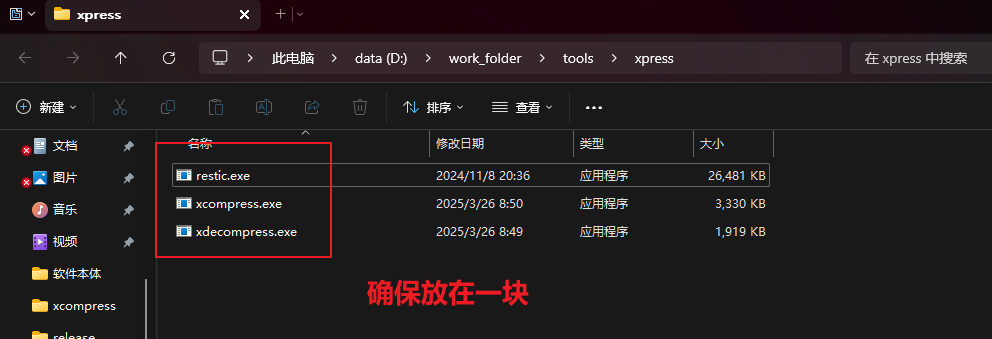 xpress
此电脑 data (D:) work_folder tools xpress
在 xpress 中搜索
新建 排序 查看
名称 修改日期 类型 大小
文档
图片
音乐
视频
软件本体
xcompress
release
restic.exe 2024/11/8 20:36 应用程序 26,481 KB
xcompress.exe 2025/3/26 8:50 应用程序 3,330 KB
xdecompress.exe 2025/3/26 8:49 应用程序 1,919 KB
确保放在一块